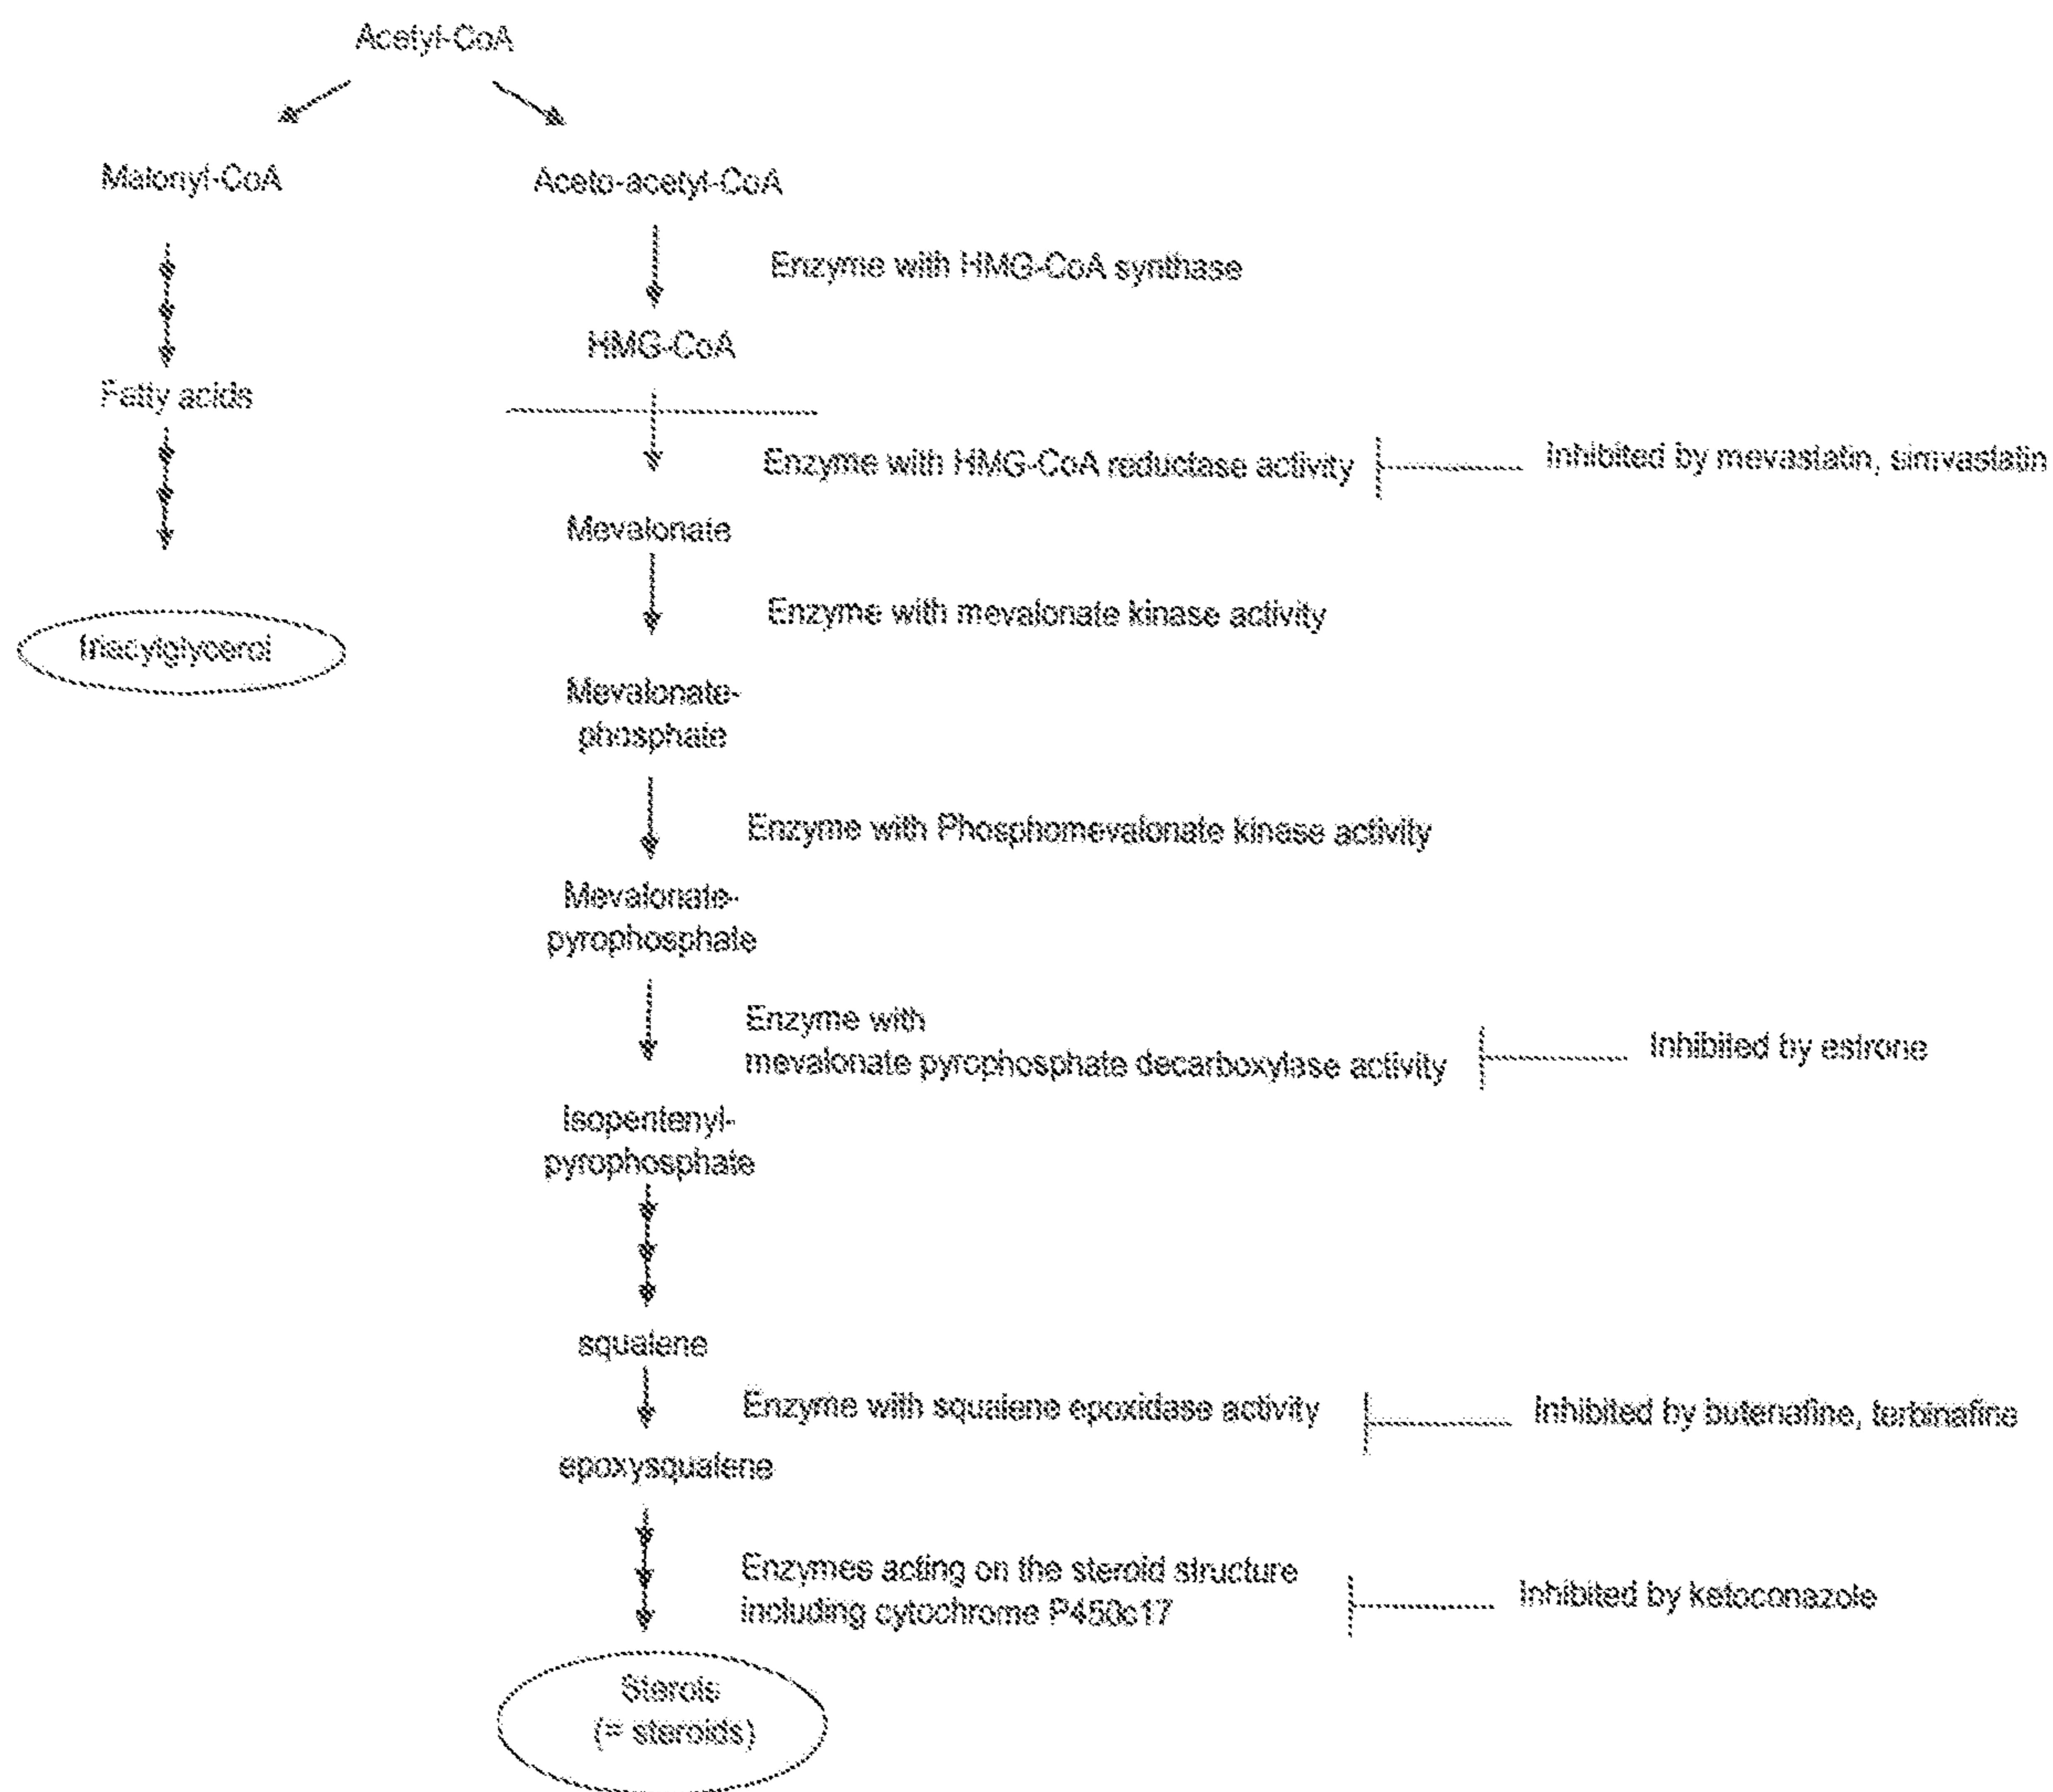 Acetyl-CoA
Malonyl-CoA
Aceto-acetyl-CoA
Enzyme with HMG-CoA synthase
HMG-CoA
Fatty acids
Enzyme with HMG-CoA reductase activity
Inhibited by mevastatin, simvastatin
Mevalonate
Enzyme with mevalonate kinase activity
triacylglycerol
Mevalonate-
phosphate
Enzyme with Phosphomevalonate kinase activity
Mevalonate-
pyrophosphate
Enzyme with
mevalonate pyrophosphate decarboxylase activity
Inhibited by estrone
Isopentenyl-
pyrophosphate
squalene
Enzyme with squalene epoxidase activity
Inhibited by butenafine, terbinafine
epoxysqualene
Enzymes acting on the steroid structure
including cytochrome P450c17
Inhibited by ketoconazole
Sterols
(= steroids)